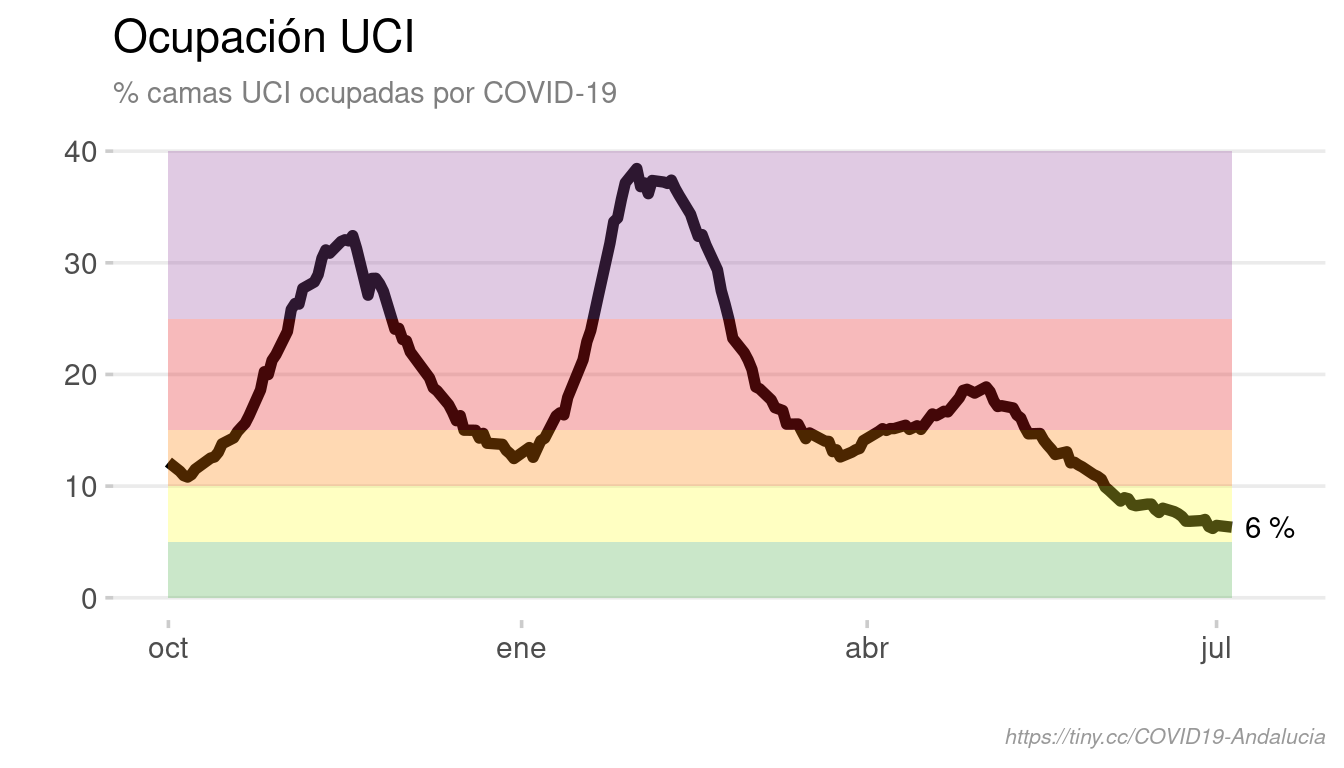 Ocupación UCI
% camas UCI ocupadas por COVID-19
40
30
20
10
0
6 %
oct ene abr jul
https://tiny.cc/COVID19-Andalucia